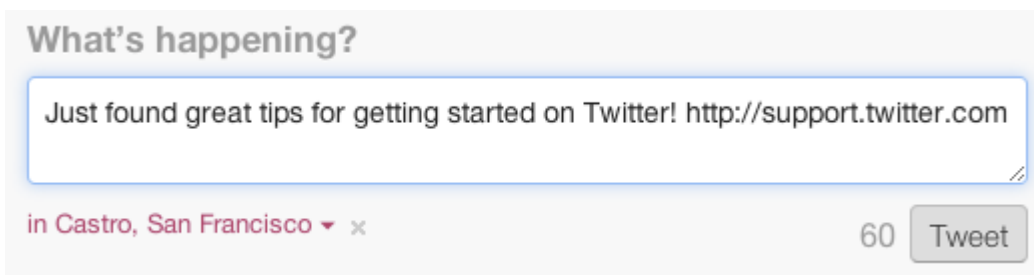 What's happening?
Just found great tips for getting started on Twitter! http://support.twitter.com
in Castro, San Francisco
60 Tweet